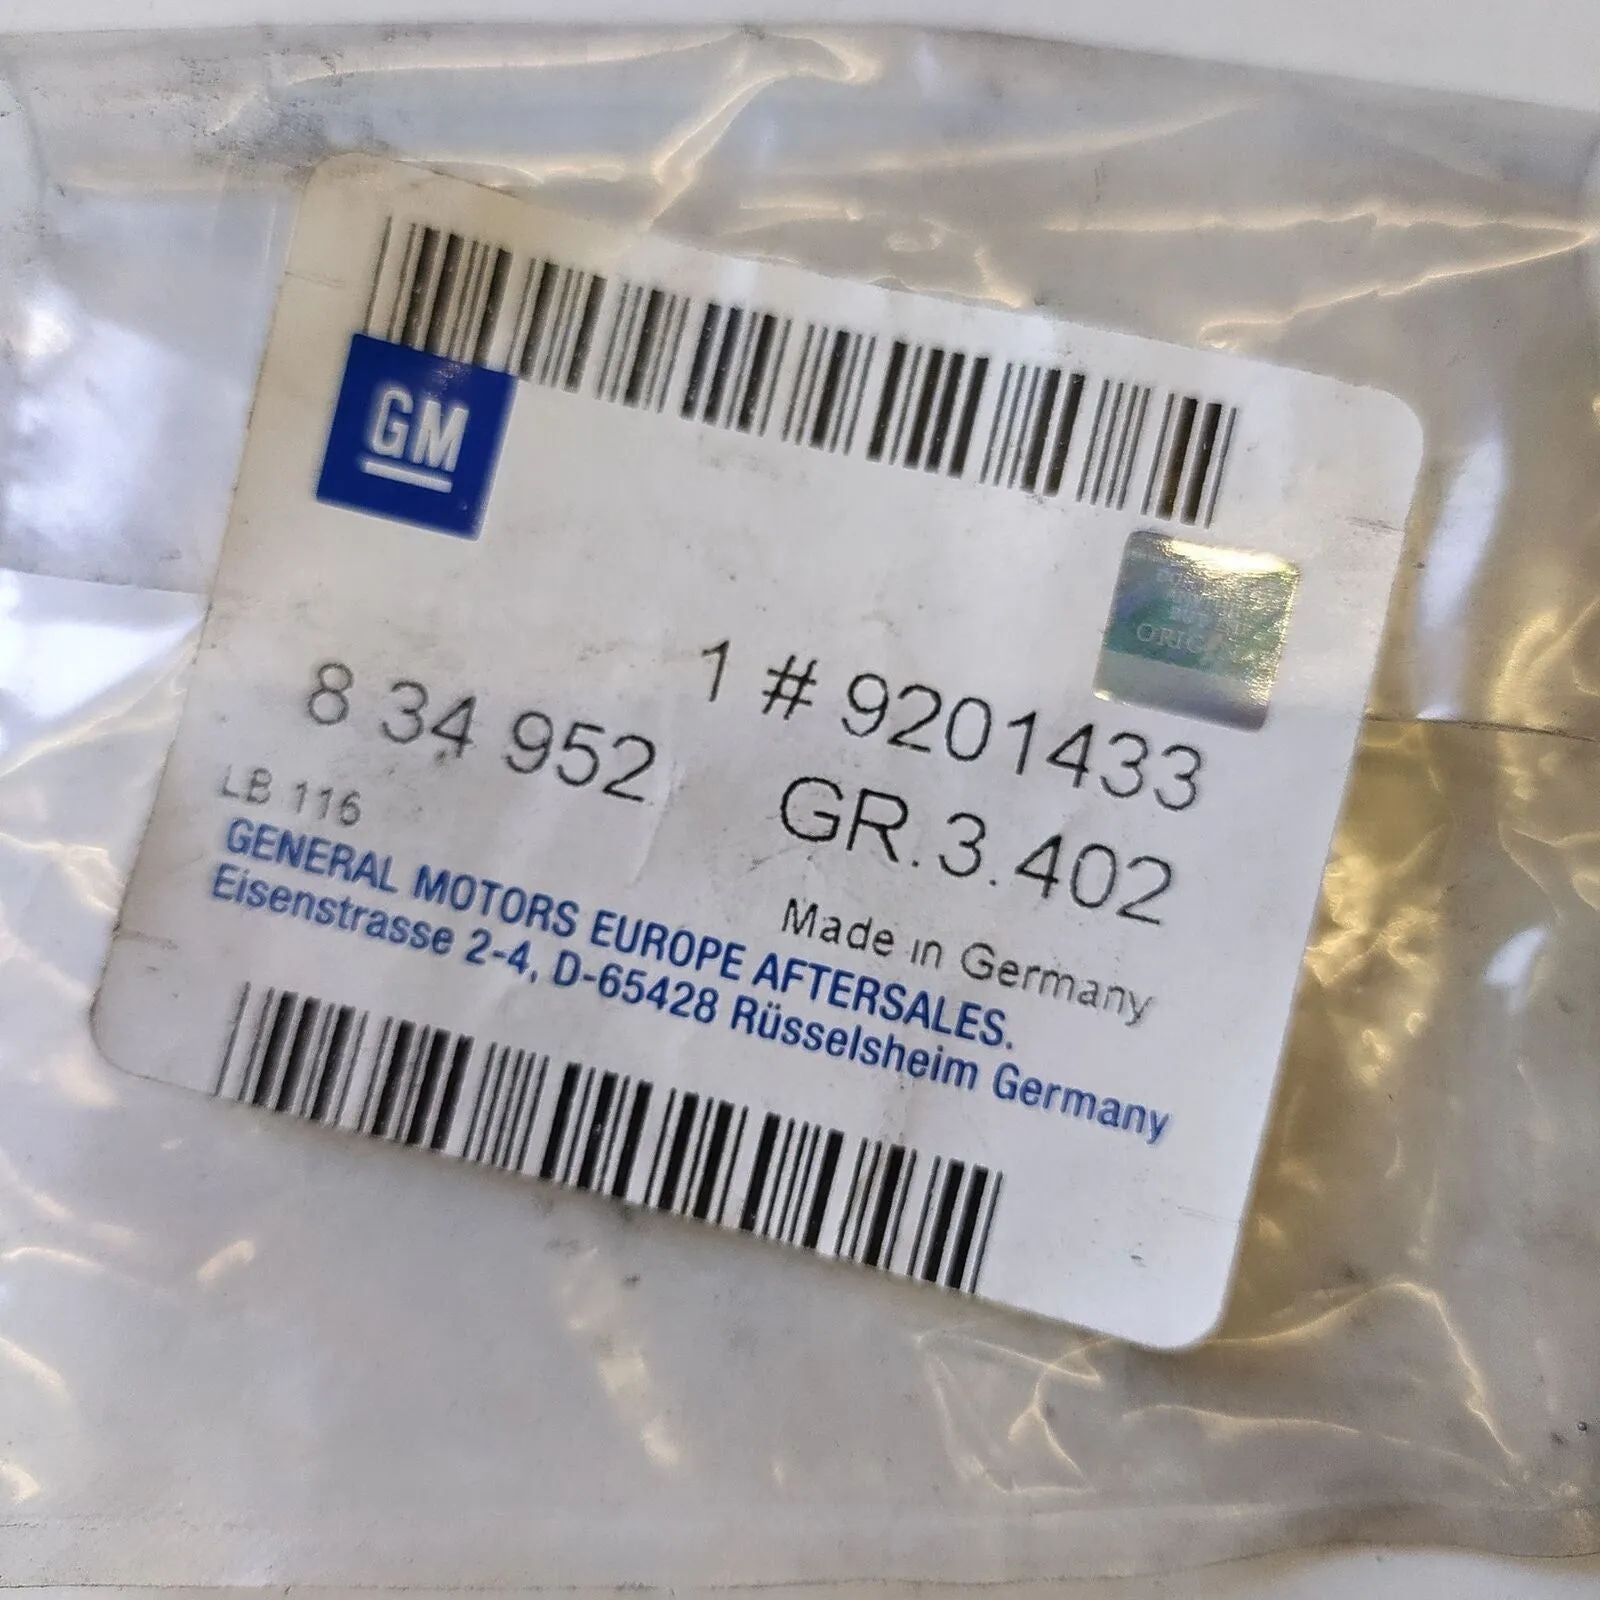 GM
ORIG
1 # 9201433
8 34 952
GR.3.402
LB 116
Made in Germany
GENERAL MOTORS EUROPE AFTERSALES.
Eisenstrasse 2-4, D-65428 Rüsselsheim Germany